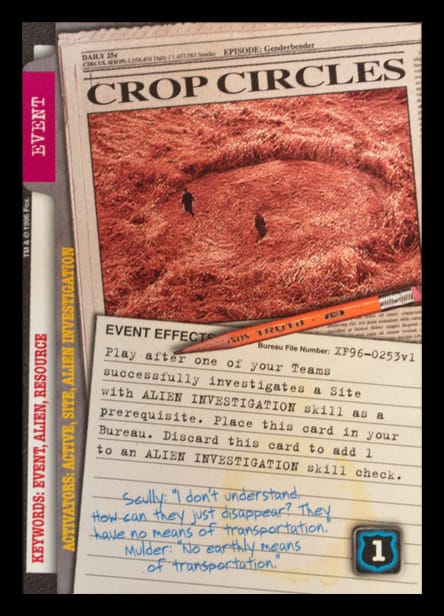 DAILY 25¢
EPISODE: Genderbender
CIRCULATION: Daily / Sunday
CROP CIRCLES
EVENT
TM & © 1996 Fox.
KEYWORDS: EVENT, ALIEN, RESOURCE
ACTIVATORS: ACTIVE, SITE, ALIEN INVESTIGATION
TRUTH
EVENT EFFECTS
Bureau File Number: XF96-0253v1
Play after one of your Teams
successfully investigates a Site
with ALIEN INVESTIGATION skill as a
prerequisite. Place this card in your
Bureau. Discard this card to add 1
to an ALIEN INVESTIGATION skill check.
Scully: "I don't understand.
How can they just disappear? They
have no means of transportation."
Mulder: "No earthly means
of transportation."
1